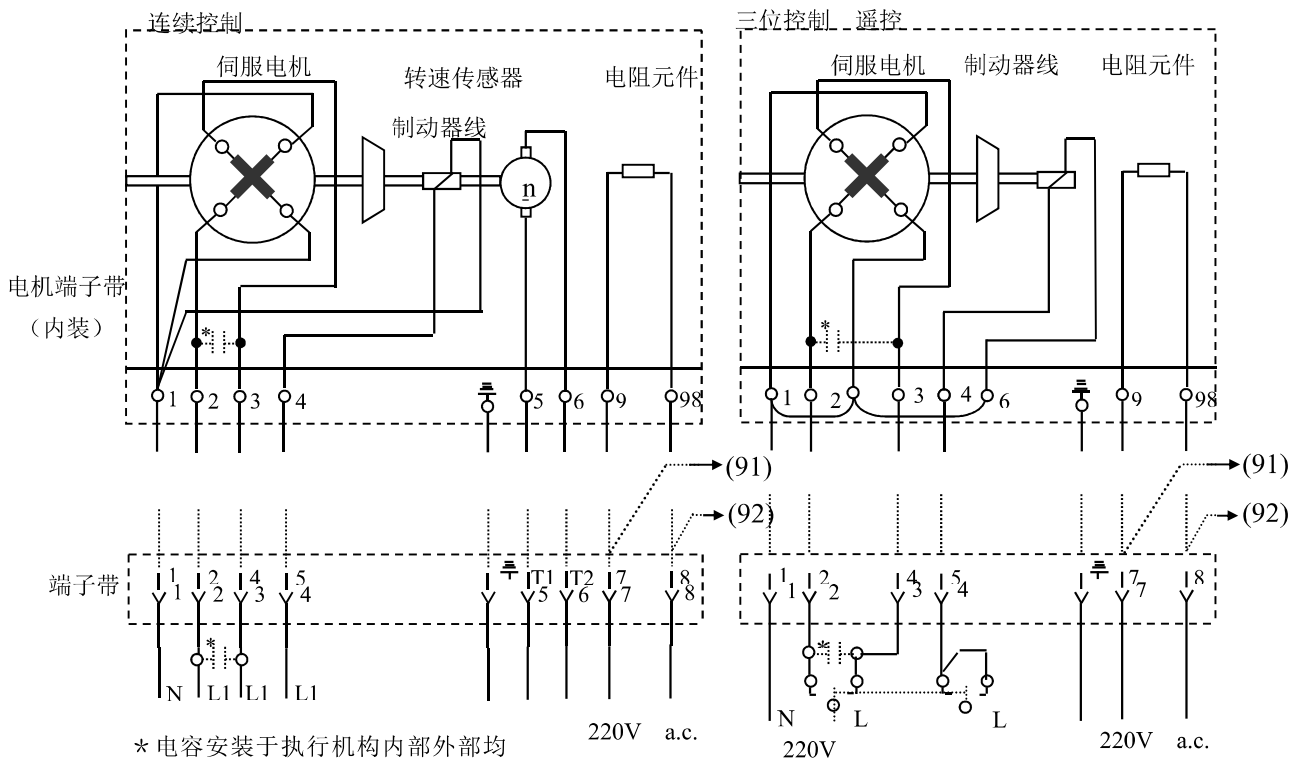 连续控制
三位控制 遥控
伺服电机
转速传感器
电阻元件
制动器线
n
伺服电机
制动器线
电阻元件
电机端子带
（内装）
*
*
1 2 3 4 5 6 9 98
1 2 3 4 6 9 98
(91)
(92)
(91)
(92)
端子带
1 2 4 5 T1 T2 7 8
1 2 3 4 5 6 7 8
1 2 4 5 7 8
1 2 3 4 7 8
*
*
N L1 L1 L1
N L L
220V
220V a.c.
220V a.c.
*电容安装于执行机构内部外部均